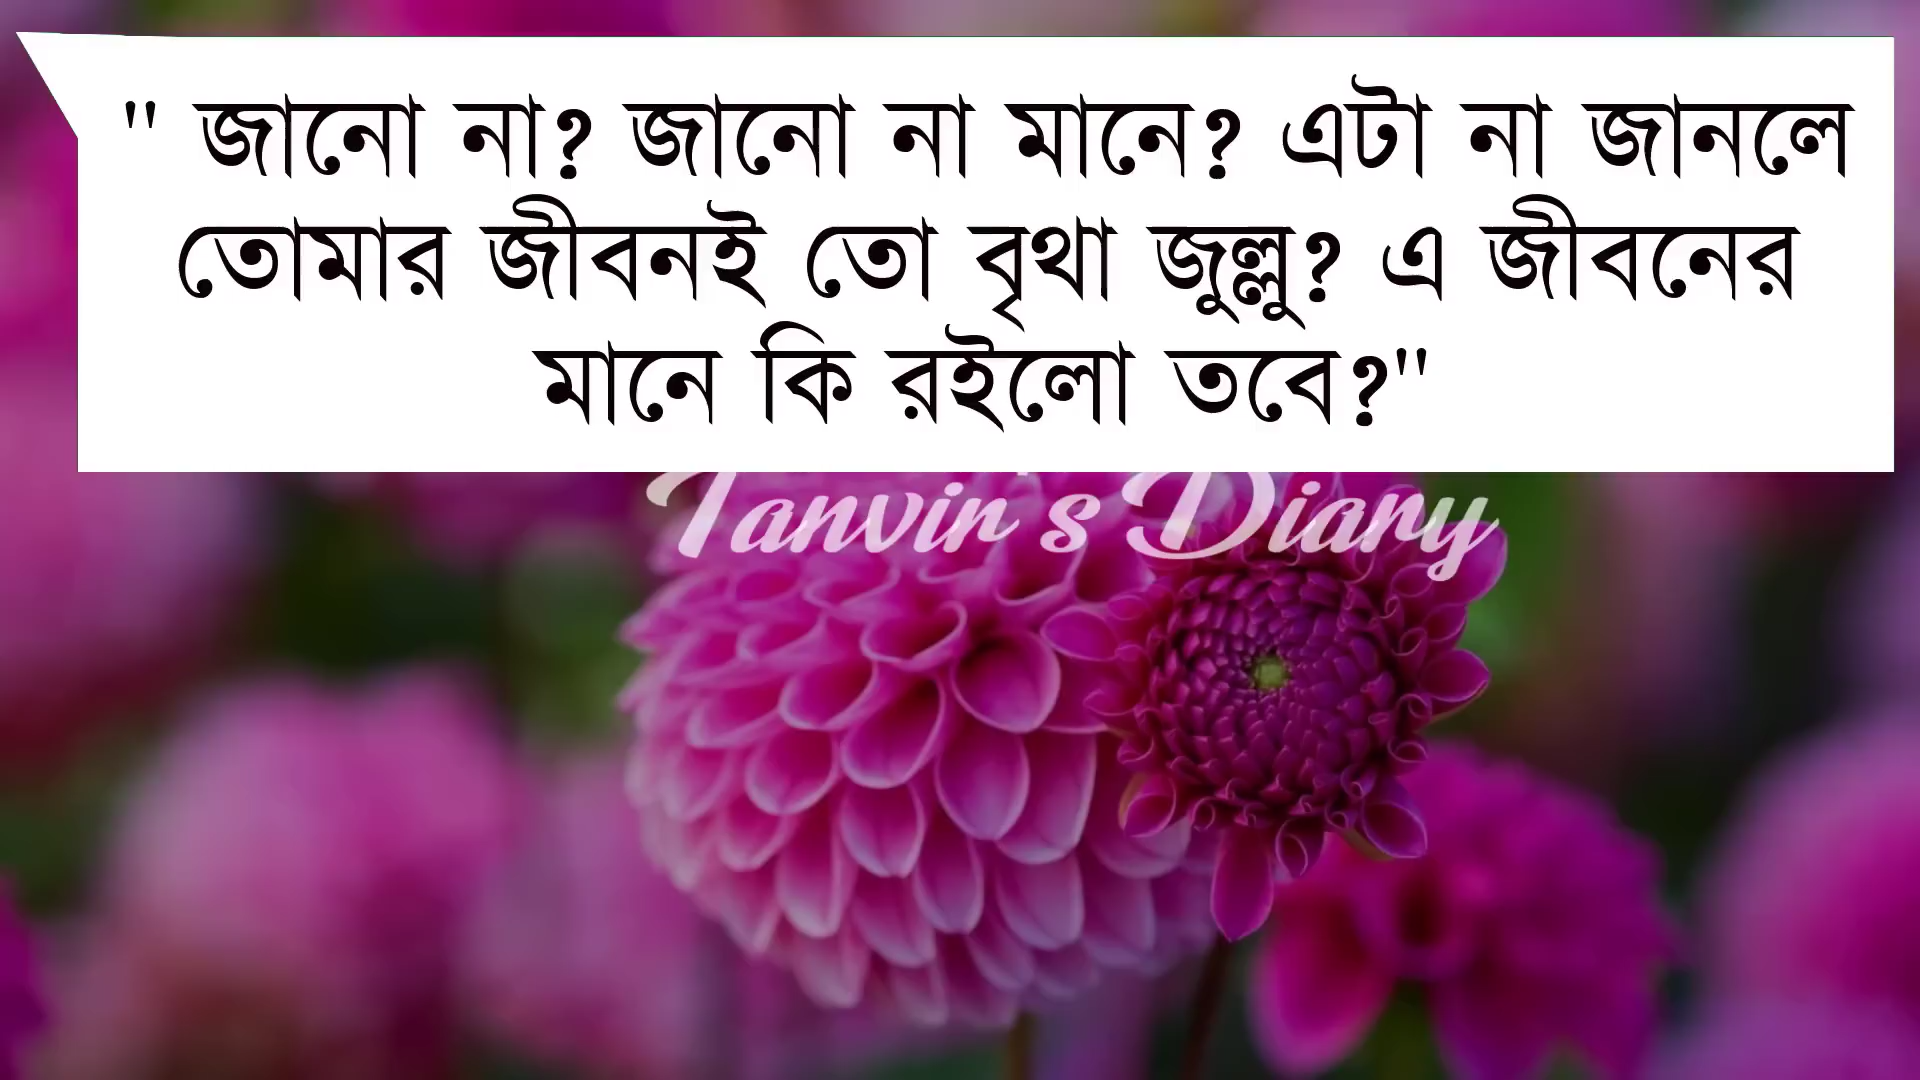 " জানো না? জানো না মানে? এটা না জানলে
তোমার জীবনই তো বৃথা জুল্লু? এ জীবনের
মানে কি রইলো তবে?"
Tanvir's Diary